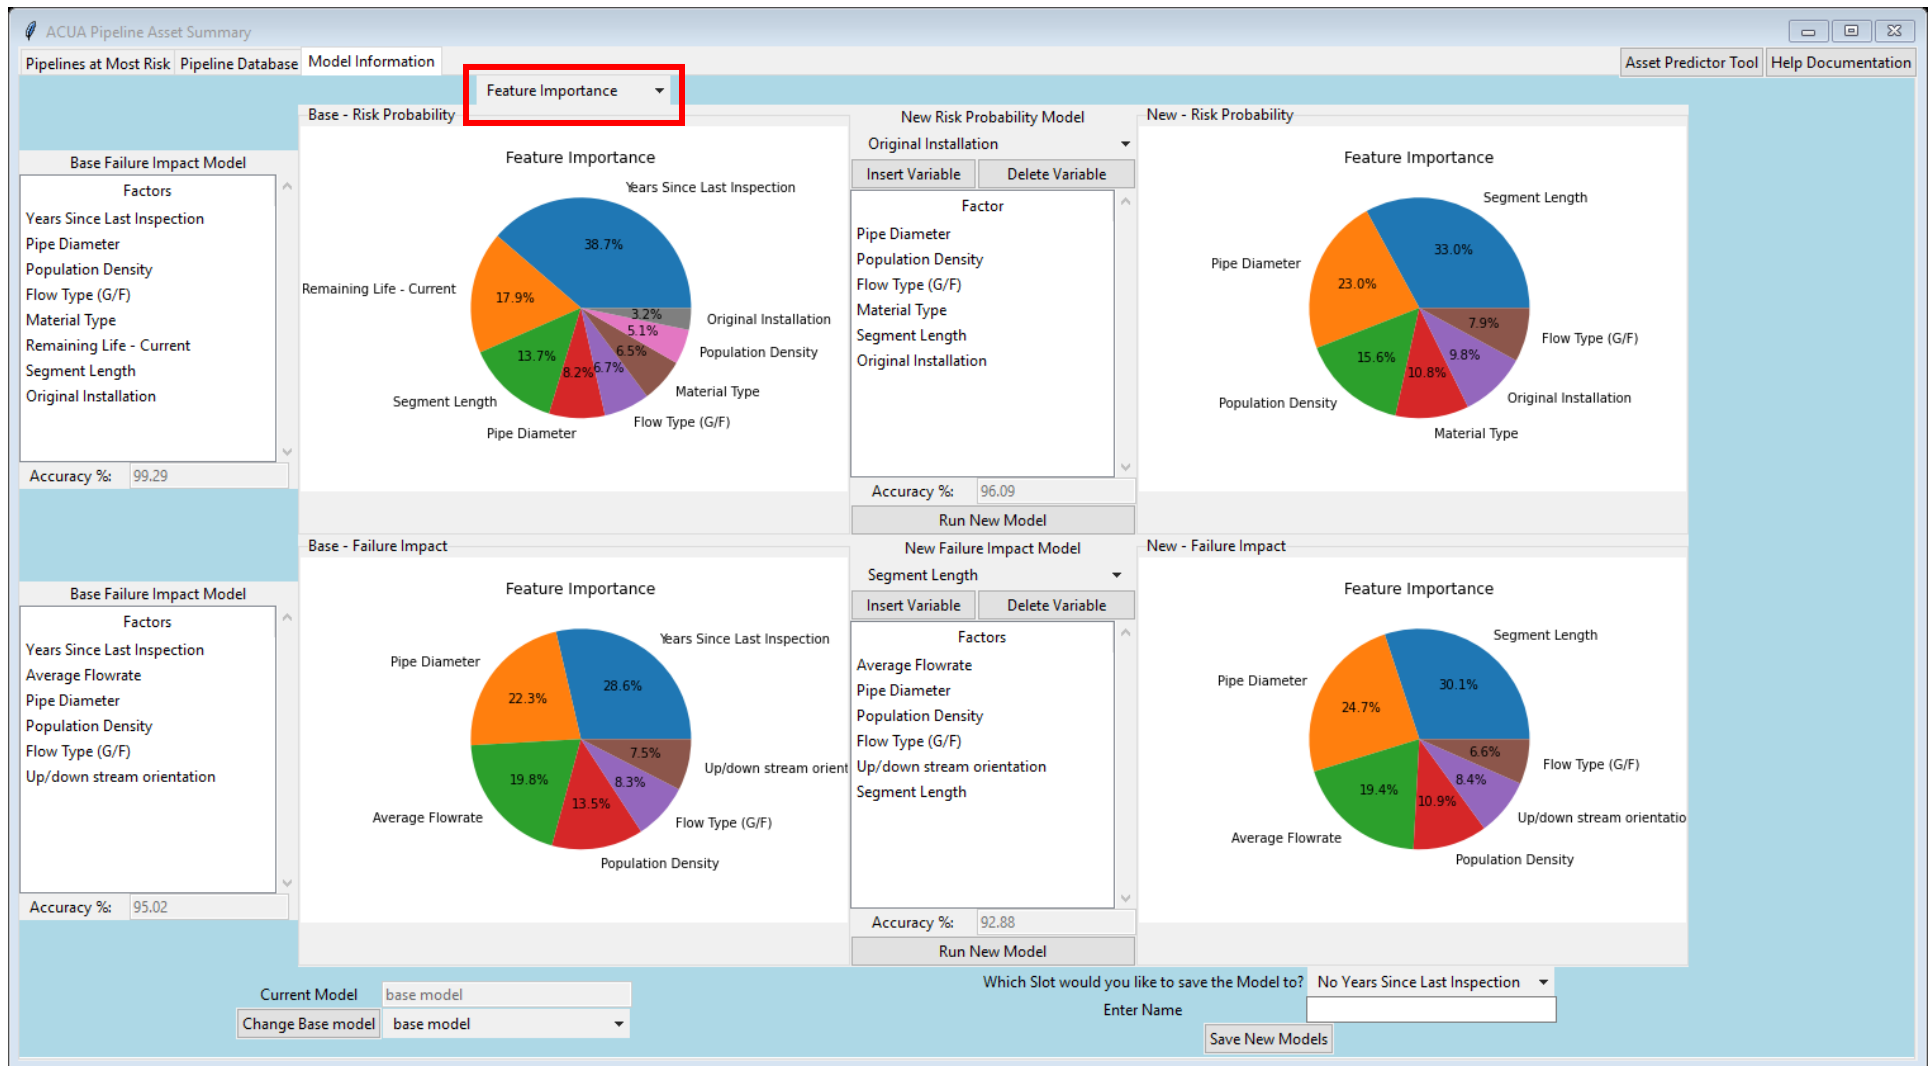 ACUA Pipeline Asset Summary
Pipelines at Most Risk Pipeline Database Model Information Asset Predictor Tool Help Documentation
Feature Importance
Base Failure Impact Model
Factors
Years Since Last Inspection
Pipe Diameter
Population Density
Flow Type (G/F)
Material Type
Remaining Life - Current
Segment Length
Original Installation
Accuracy %: 99.29
Base - Risk Probability
Feature Importance
Years Since Last Inspection
38.7%
Remaining Life - Current
17.9%
Segment Length
13.7%
Pipe Diameter
8.2%
Flow Type (G/F)
6.7%
Material Type
6.5%
Population Density
5.1%
Original Installation
3.2%
New Risk Probability Model
Original Installation
Insert Variable Delete Variable
Factor
Pipe Diameter
Population Density
Flow Type (G/F)
Material Type
Segment Length
Original Installation
Accuracy %: 96.09
Run New Model
New - Risk Probability
Feature Importance
Segment Length
33.0%
Pipe Diameter
23.0%
Population Density
15.6%
Material Type
10.8%
Original Installation
9.8%
Flow Type (G/F)
7.9%
Base Failure Impact Model
Factors
Years Since Last Inspection
Average Flowrate
Pipe Diameter
Population Density
Flow Type (G/F)
Up/down stream orientation
Accuracy %: 95.02
Base - Failure Impact
Feature Importance
Years Since Last Inspection
28.6%
Pipe Diameter
22.3%
Average Flowrate
19.8%
Population Density
13.5%
Flow Type (G/F)
8.3%
Up/down stream orient
7.5%
New Failure Impact Model
Segment Length
Insert Variable Delete Variable
Factors
Average Flowrate
Pipe Diameter
Population Density
Flow Type (G/F)
Up/down stream orientation
Segment Length
Accuracy %: 92.88
Run New Model
New - Failure Impact
Feature Importance
Segment Length
30.1%
Pipe Diameter
24.7%
Average Flowrate
19.4%
Population Density
10.9%
Up/down stream orientatio
8.4%
Flow Type (G/F)
6.6%
Current Model base model
Change Base model base model
Which Slot would you like to save the Model to? No Years Since Last Inspection
Enter Name
Save New Models